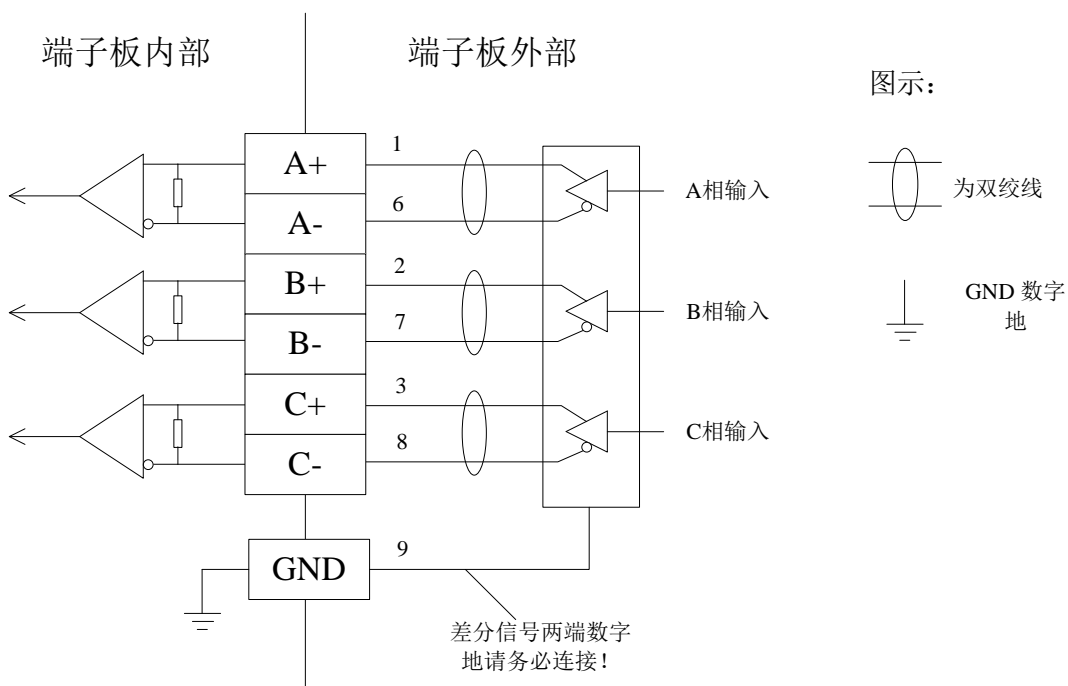 端子板内部
端子板外部
图示：
A+
1
A-
6
A相输入
为双绞线
B+
2
B-
7
B相输入
GND 数字
地
C+
3
C-
8
C相输入
GND
9
差分信号两端数字
地请务必连接！